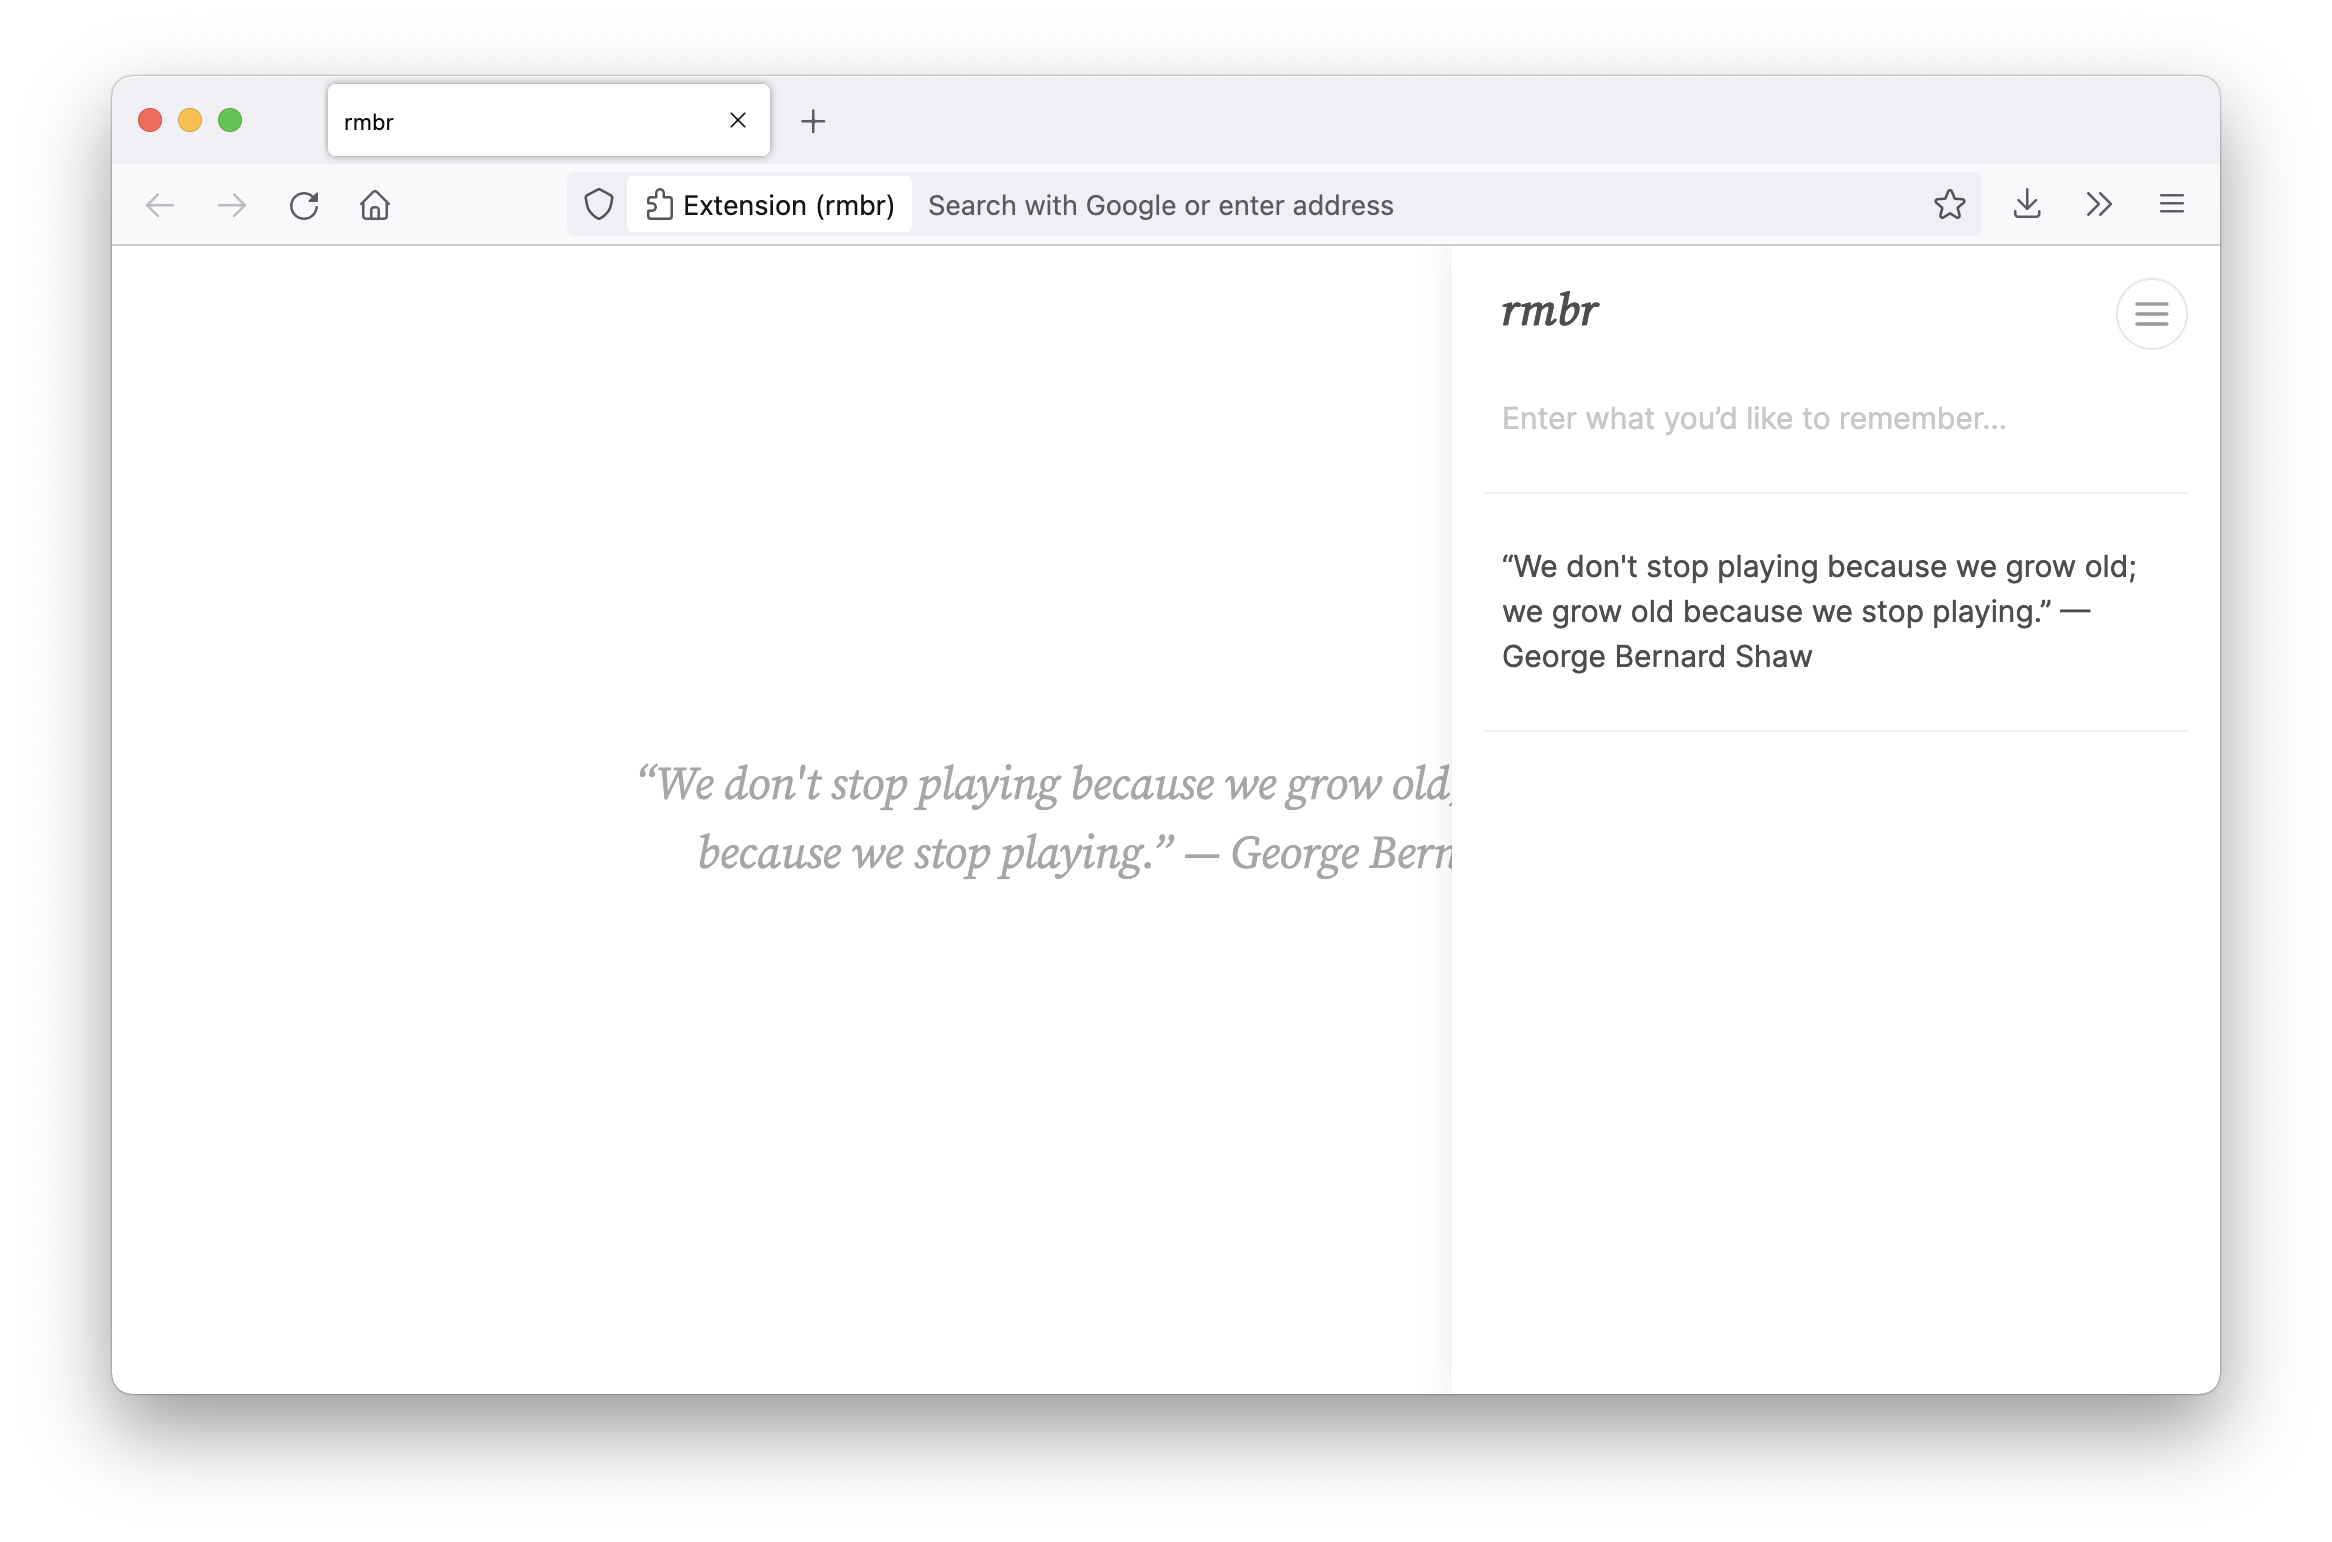 rmbr
Extension (rmbr) Search with Google or enter address
rmbr
Enter what you’d like to remember...
“We don't stop playing because we grow old;
we grow old because we stop playing.” —
George Bernard Shaw
“We don't stop playing because we grow old,
because we stop playing.” — George Bern